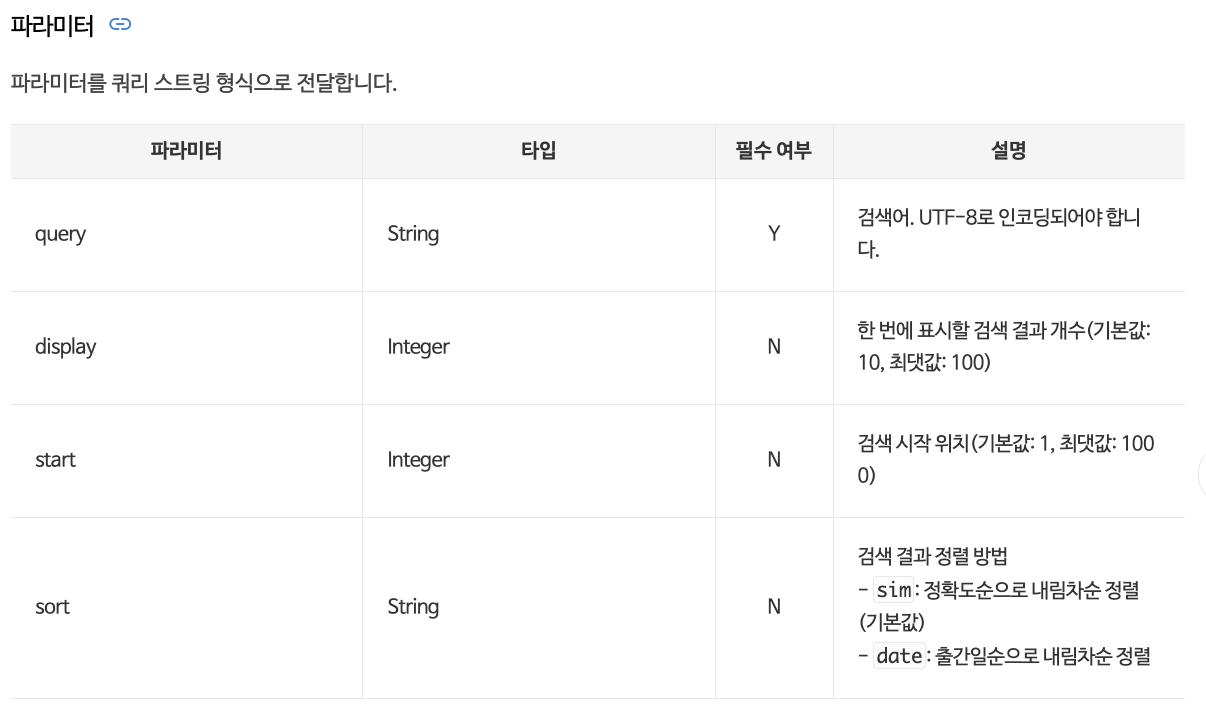 파라미터
파라미터를 쿼리 스트링 형식으로 전달합니다.
파라미터 타입 필수 여부 설명
query String Y 검색어. UTF-8로 인코딩되어야 합니
다.
display Integer N 한 번에 표시할 검색 결과 개수(기본값:
10, 최댓값: 100)
start Integer N 검색 시작 위치(기본값: 1, 최댓값: 100
0)
sort String N 검색 결과 정렬 방법
- sim: 정확도순으로 내림차순 정렬
(기본값)
- date: 출간일순으로 내림차순 정렬